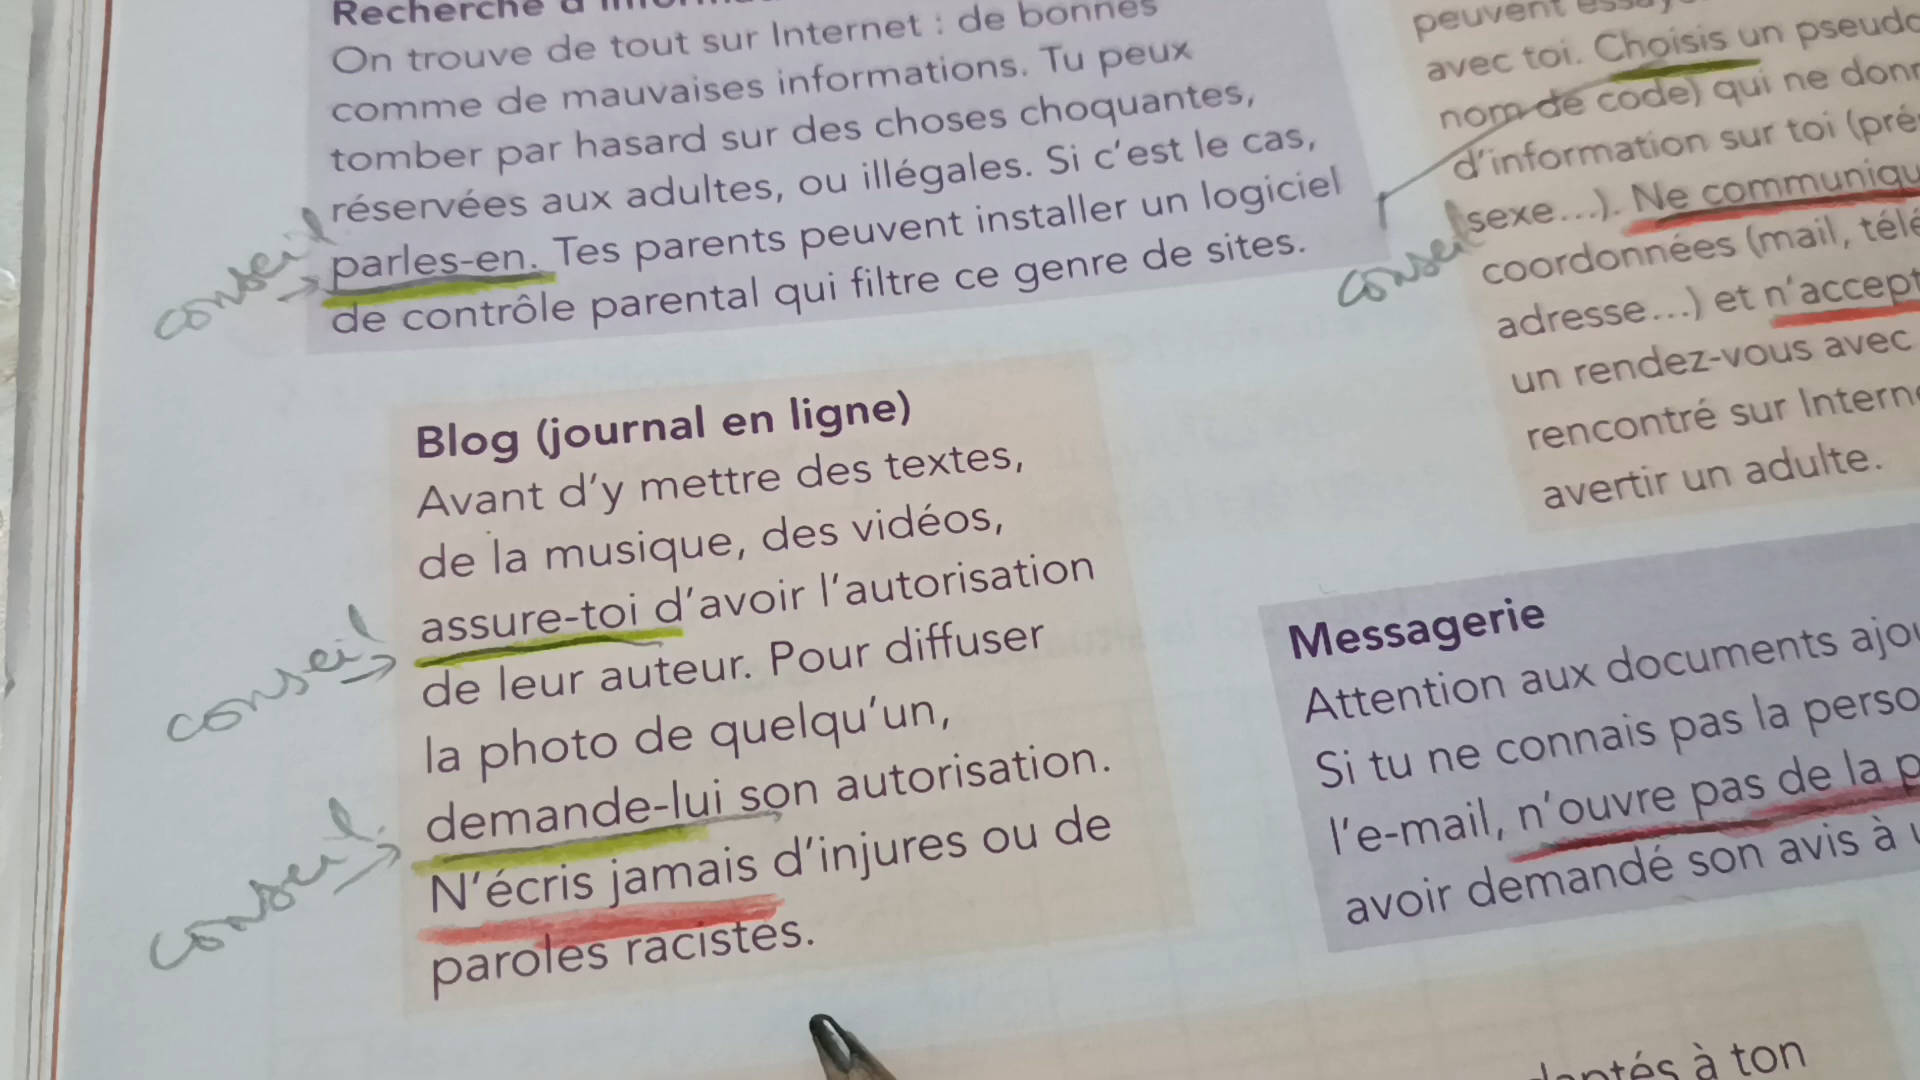 Recherche
On trouve de tout sur Internet : de bonnes
comme de mauvaises informations. Tu peux
tomber par hasard sur des choses choquantes,
réservées aux adultes, ou illégales. Si c'est le cas,
parles-en. Tes parents peuvent installer un logiciel
de contrôle parental qui filtre ce genre de sites.
conseil
Blog (journal en ligne)
Avant d'y mettre des textes,
de la musique, des vidéos,
assure-toi d'avoir l'autorisation
de leur auteur. Pour diffuser
la photo de quelqu'un,
demande-lui son autorisation.
N'écris jamais d'injures ou de
paroles racistes.
conseil
conseil
peuvent
avec toi. Choisis un pseudo
nom de code) qui ne donn
d'information sur toi (pré
sexe...). Ne communiqu
coordonnées (mail, télé
adresse...) et n'accept
un rendez-vous avec
rencontré sur Intern
avertir un adulte.
conseil
Messagerie
Attention aux documents ajou
Si tu ne connais pas la perso
l'e-mail, n'ouvre pas de la p
avoir demandé son avis à
à ton